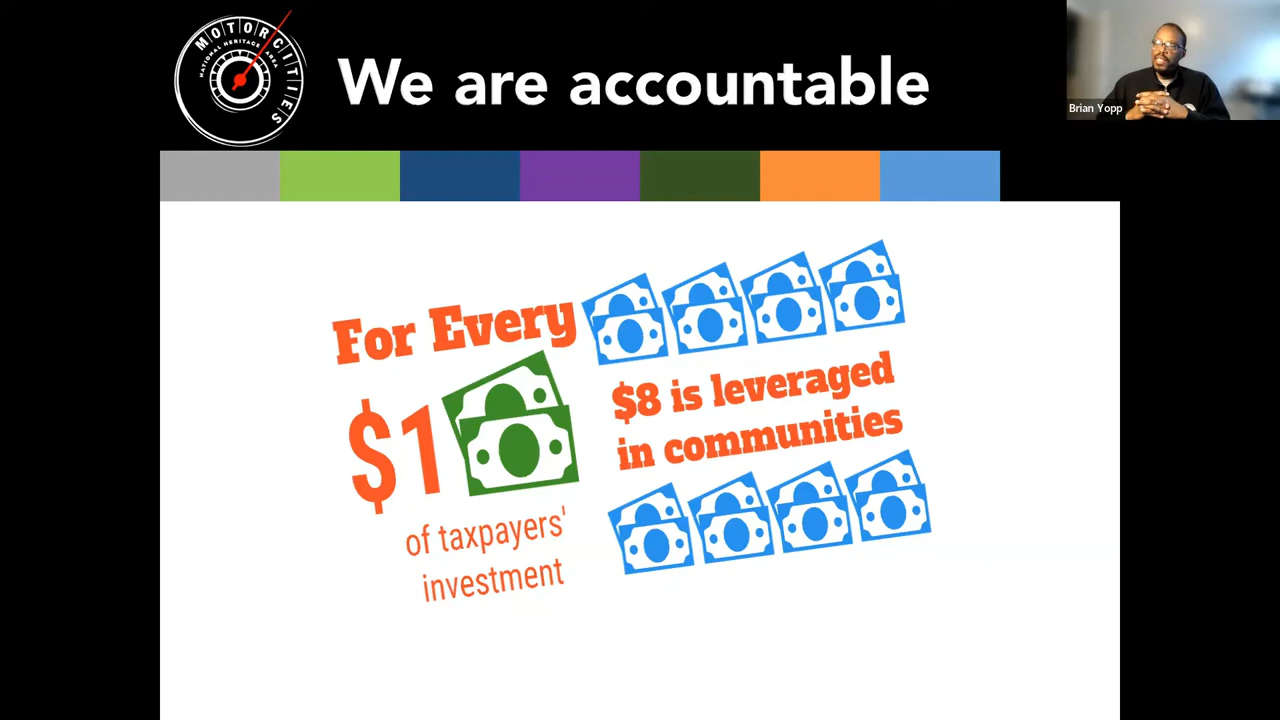 MOTORCITIES
NATIONAL HERITAGE AREA
We are accountable
Brian Yopp
For Every
$1
of taxpayers'
investment
$8 is leveraged
in communities